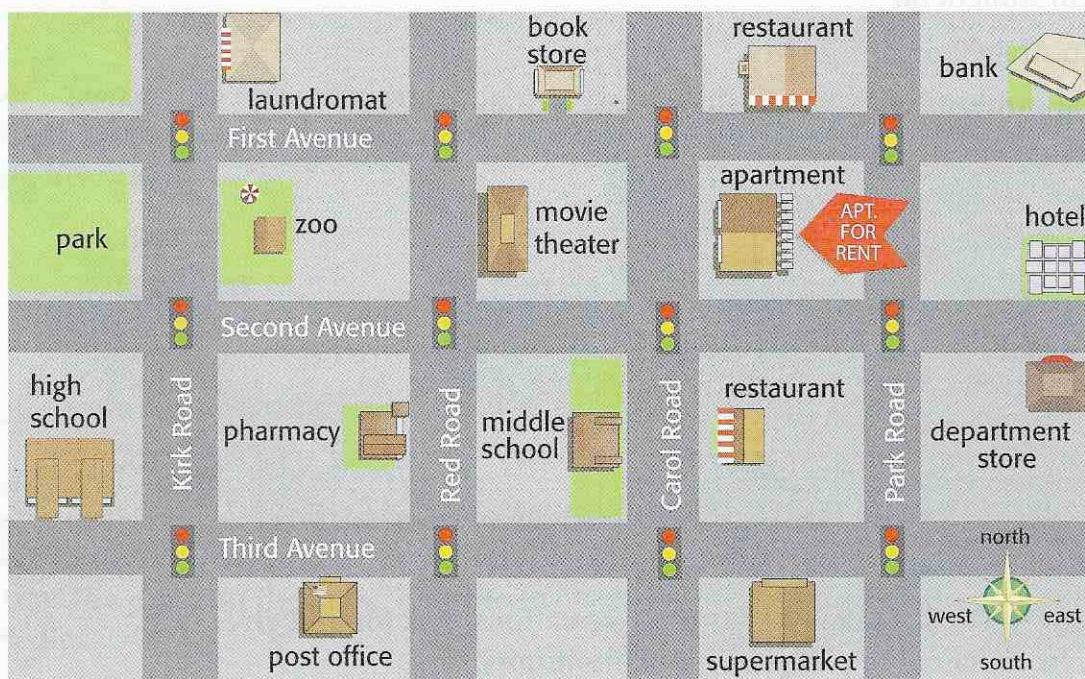 book
store
restaurant
bank
laundromat
First Avenue
apartment
park
zoo
movie
theater
APT.
FOR
RENT
hotel
Second Avenue
high
school
Kirk Road
pharmacy
Red Road
middle
school
Carol Road
restaurant
Park Road
department
store
Third Avenue
north
west
east
south
post office
supermarket